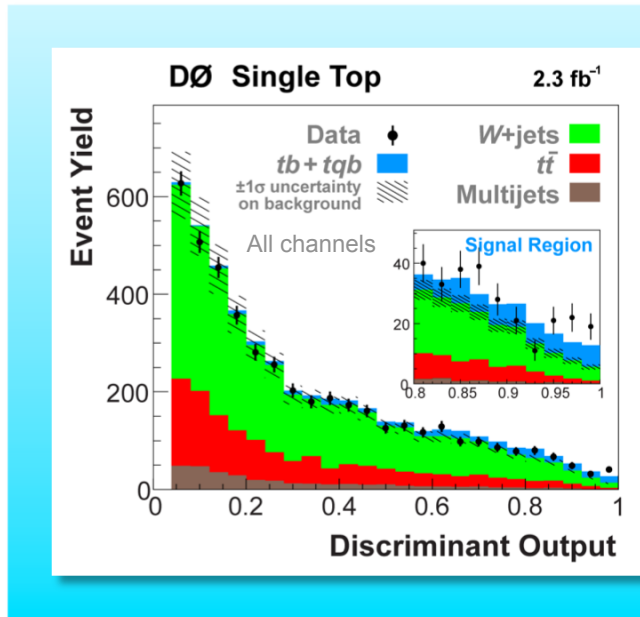 DØ Single Top 2.3 fb⁻¹
Event Yield
Data
tb + tqb
±1σ uncertainty
on background
W+jets
tt̄
Multijets
All channels
Signal Region
40
20
0
0.8 0.85 0.9 0.95 1
600
400
200
0
0 0.2 0.4 0.6 0.8 1
Discriminant Output